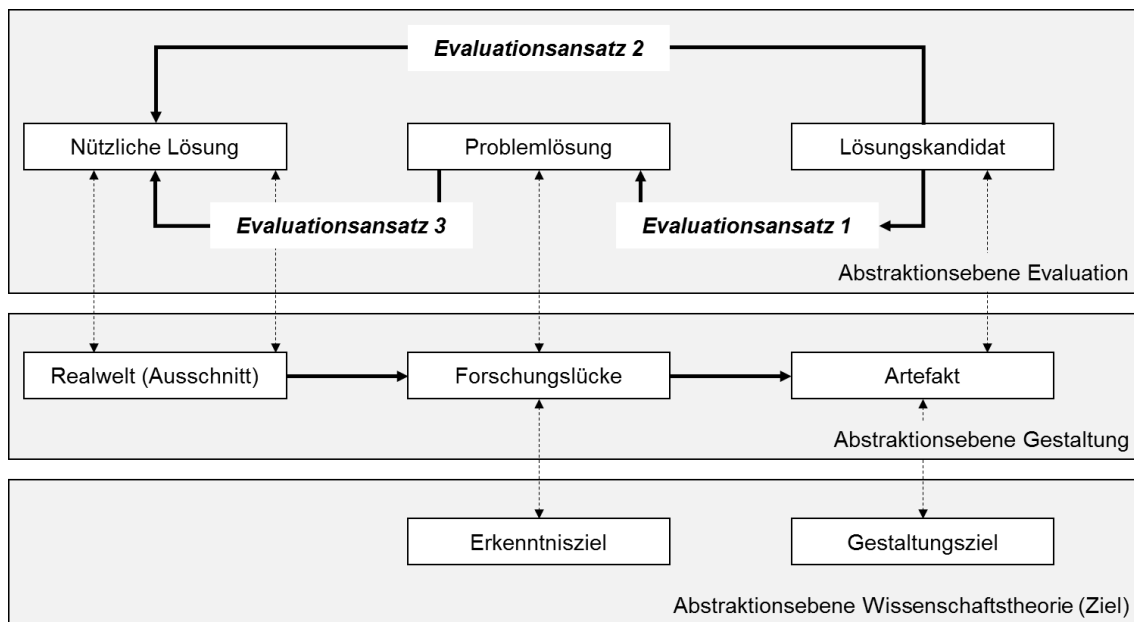 Evaluationsansatz 2
Nützliche Lösung
Problemlösung
Lösungskandidat
Evaluationsansatz 3
Evaluationsansatz 1
Abstraktionsebene Evaluation
Realwelt (Ausschnitt)
Forschungslücke
Artefakt
Abstraktionsebene Gestaltung
Erkenntnisziel
Gestaltungsziel
Abstraktionsebene Wissenschaftstheorie (Ziel)